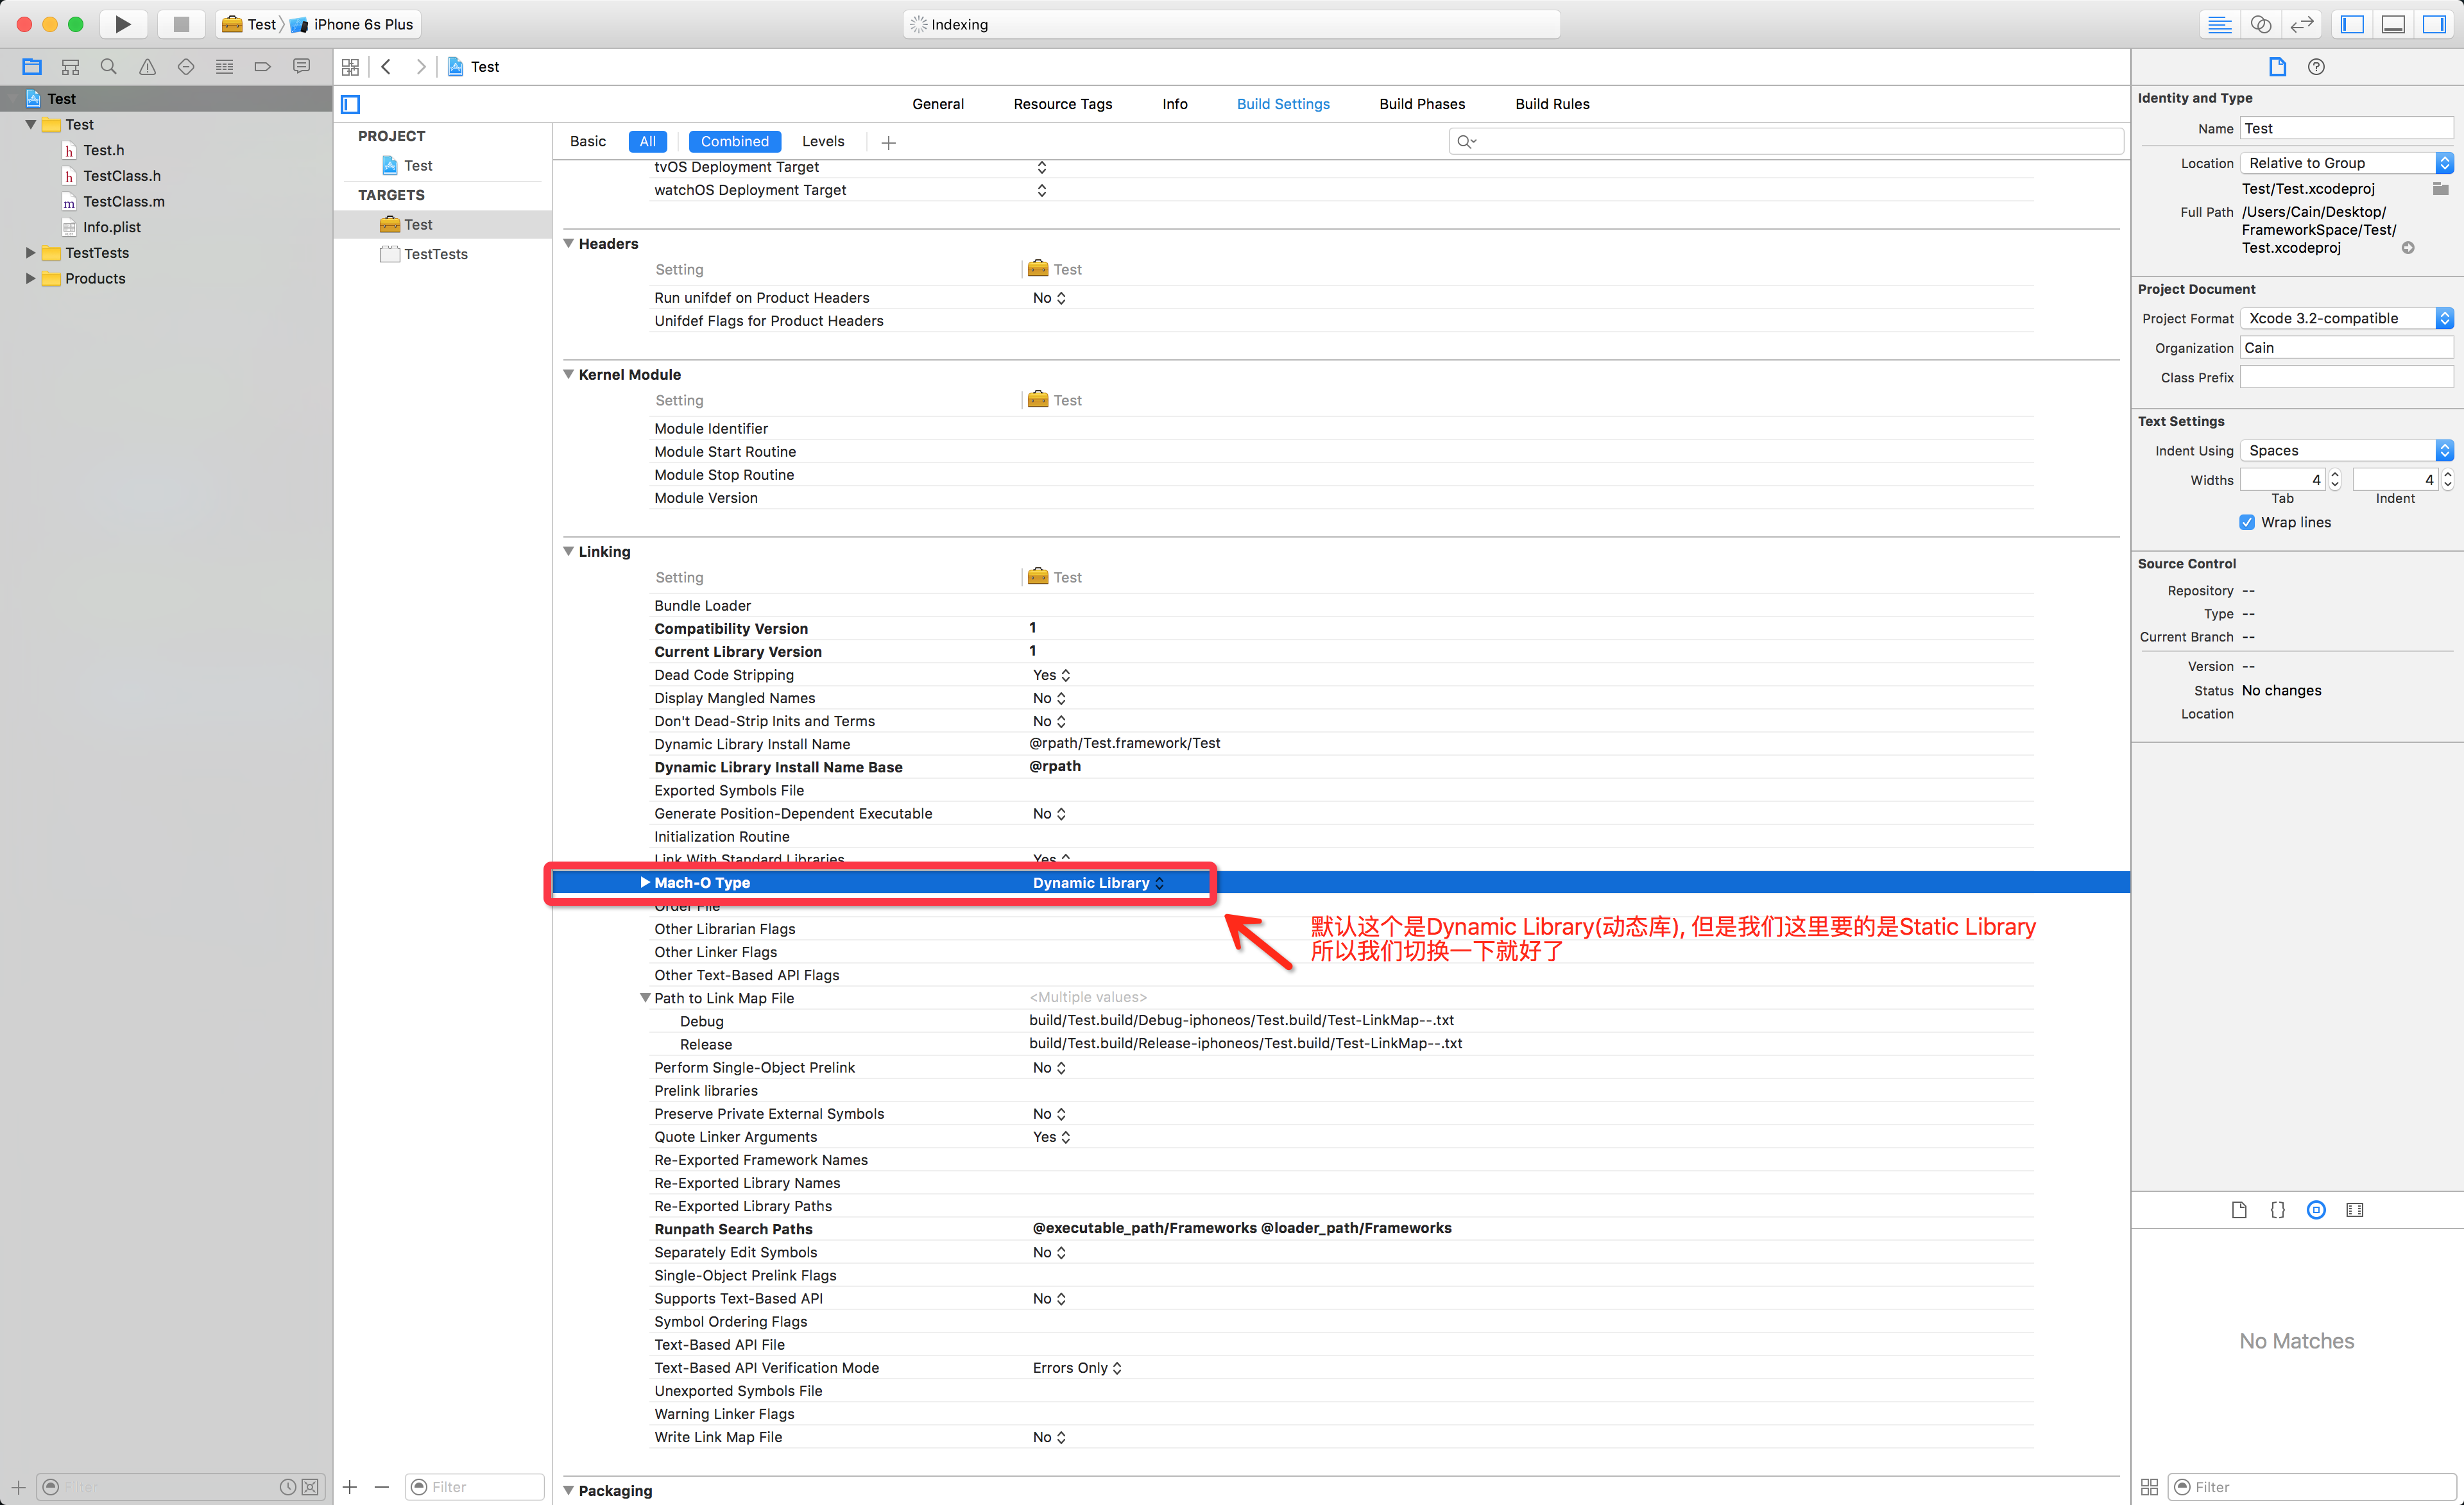 Test
iPhone 6s Plus
Indexing
Test
Test
Test
Test.h
TestClass.h
TestClass.m
Info.plist
TestTests
Products
General
Resource Tags
Info
Build Settings
Build Phases
Build Rules
PROJECT
Test
TARGETS
Test
TestTests
Basic
All
Combined
Levels
tvOS Deployment Target
watchOS Deployment Target
Headers
Setting Test
Run unifdef on Product Headers No
Unifdef Flags for Product Headers
Kernel Module
Setting Test
Module Identifier
Module Start Routine
Module Stop Routine
Module Version
Linking
Setting Test
Bundle Loader
Compatibility Version 1
Current Library Version 1
Dead Code Stripping Yes
Display Mangled Names No
Don't Dead-Strip Inits and Terms No
Dynamic Library Install Name @rpath/Test.framework/Test
Dynamic Library Install Name Base @rpath
Exported Symbols File
Generate Position-Dependent Executable No
Initialization Routine
Link With Standard Libraries Yes
Mach-O Type Dynamic Library
Order File
默认这个是Dynamic Library(动态库), 但是我们这里要的是Static Library
所以我们切换一下就好了
Other Librarian Flags
Other Linker Flags
Other Text-Based API Flags
Path to Link Map File <Multiple values>
Debug build/Test.build/Debug-iphoneos/Test.build/Test-LinkMap--.txt
Release build/Test.build/Release-iphoneos/Test.build/Test-LinkMap--.txt
Perform Single-Object Prelink No
Prelink libraries
Preserve Private External Symbols No
Quote Linker Arguments Yes
Re-Exported Framework Names
Re-Exported Library Names
Re-Exported Library Paths
Runpath Search Paths @executable_path/Frameworks @loader_path/Frameworks
Separately Edit Symbols No
Single-Object Prelink Flags
Supports Text-Based API No
Symbol Ordering Flags
Text-Based API File
Text-Based API Verification Mode Errors Only
Unexported Symbols File
Warning Linker Flags
Write Link Map File No
Packaging
Filter
Filter
Identity and Type
Name Test
Location Relative to Group
Test/Test.xcodeproj
Full Path /Users/Cain/Desktop/
FrameworkSpace/Test/
Test.xcodeproj
Project Document
Project Format Xcode 3.2-compatible
Organization Cain
Class Prefix
Text Settings
Indent Using Spaces
Widths 4 4
Tab Indent
Wrap lines
Source Control
Repository --
Type --
Current Branch --
Version --
Status No changes
Location
No Matches
Filter